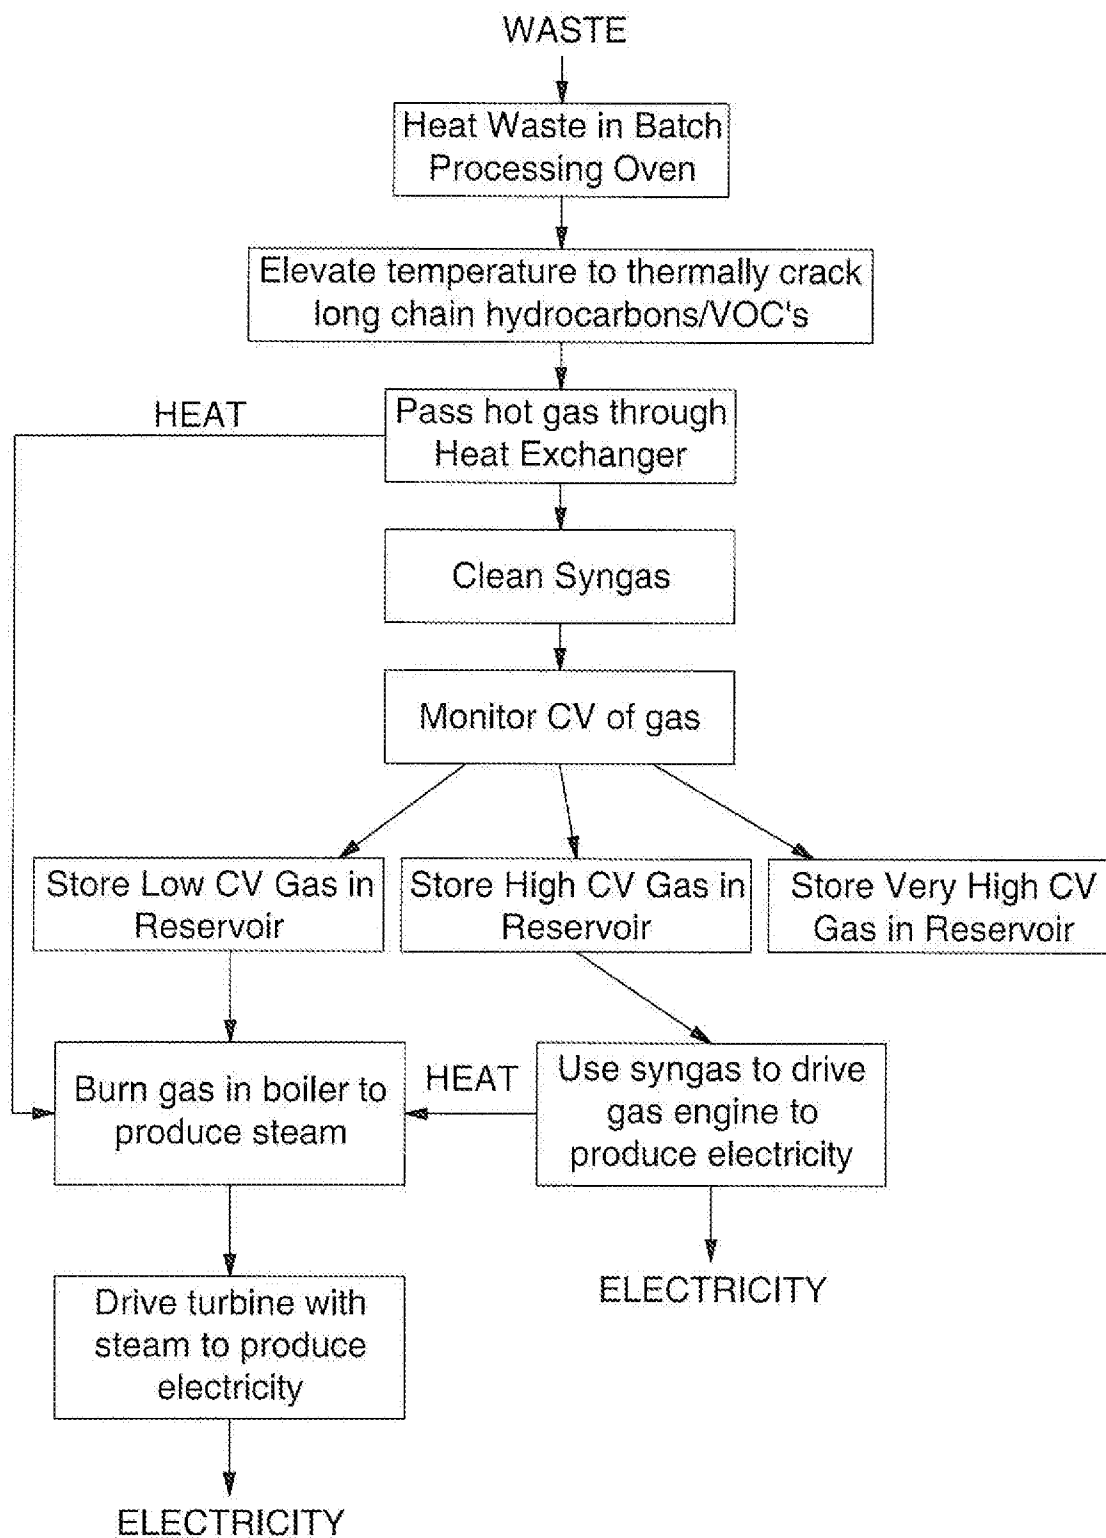 WASTE
Heat Waste in Batch
Processing Oven
Elevate temperature to thermally crack
long chain hydrocarbons/VOC's
HEAT
Pass hot gas through
Heat Exchanger
Clean Syngas
Monitor CV of gas
Store Low CV Gas in
Reservoir
Store High CV Gas in
Reservoir
Store Very High CV
Gas in Reservoir
Burn gas in boiler to
produce steam
HEAT
Use syngas to drive
gas engine to
produce electricity
ELECTRICITY
Drive turbine with
steam to produce
electricity
ELECTRICITY